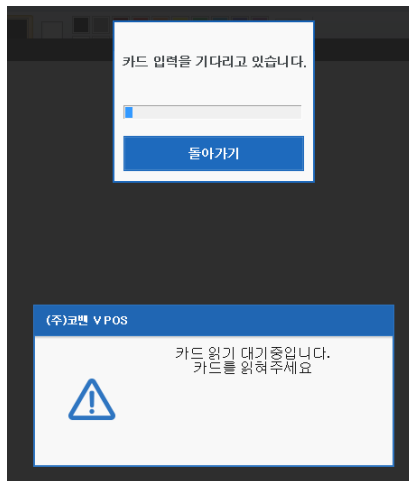 카드 입력을 기다리고 있습니다.
돌아가기
(주)코밴 V POS
카드 읽기 대기중입니다.
카드를 읽혀주세요